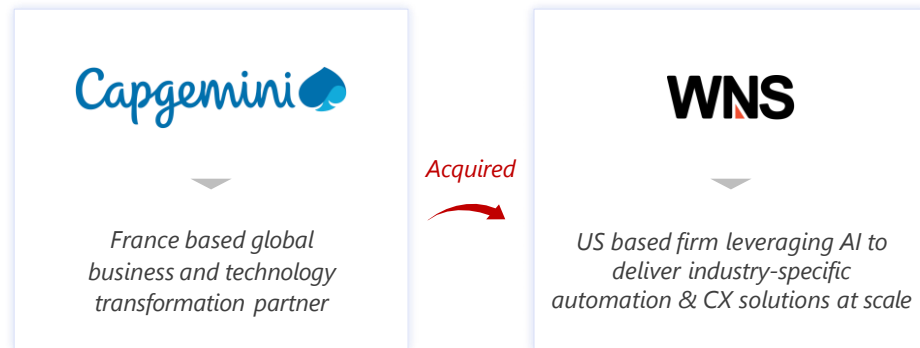 Capgemini
WNS
Acquired
France based global
business and technology
transformation partner
US based firm leveraging AI to
deliver industry-specific
automation & CX solutions at scale